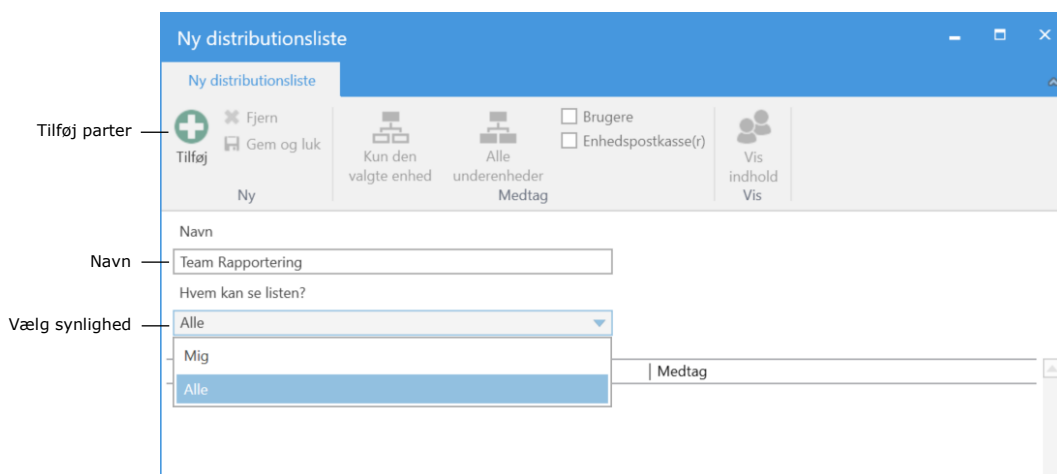 Ny distributionsliste
Ny distributionsliste
Tilføj parter
Tilføj
Fjern
Gem og luk
Ny
Kun den
valgte enhed
Alle
underenheder
Brugere
Enhedspostkasse(r)
Medtag
Vis
indhold
Vis
Navn
Navn
Team Rapportering
Hvem kan se listen?
Vælg synlighed
Alle
Mig
Alle
Medtag